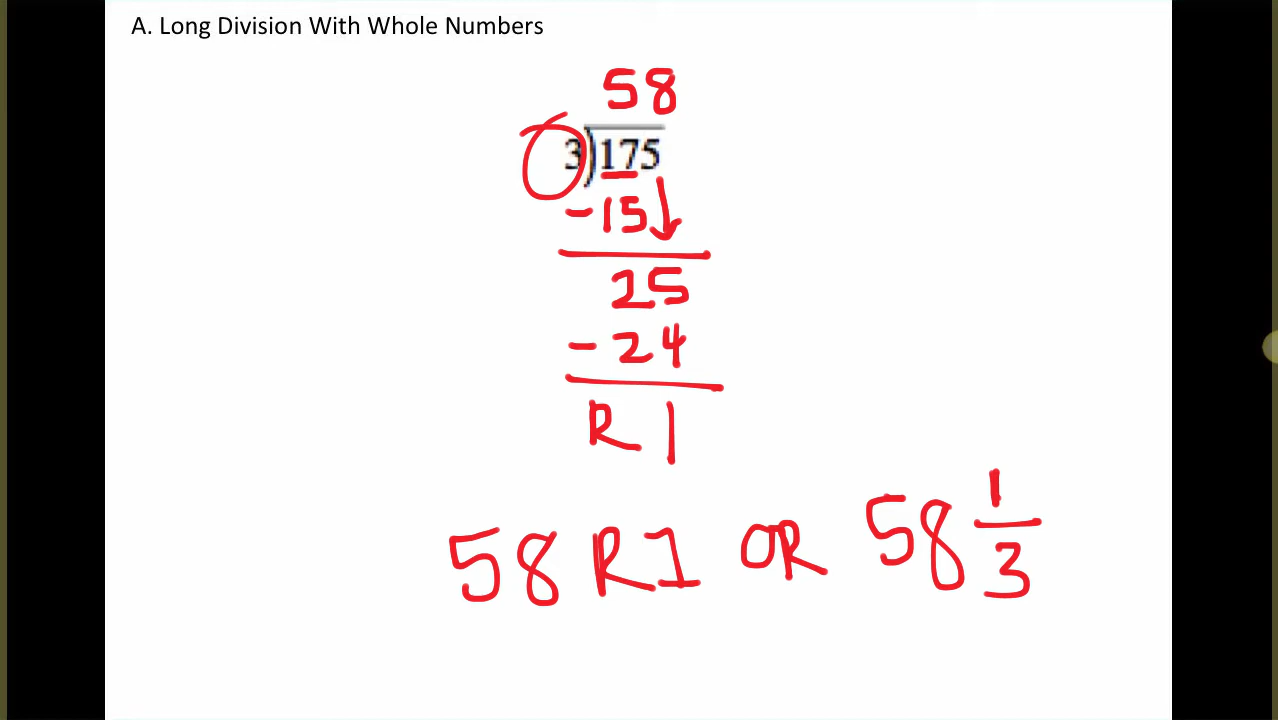 A. Long Division With Whole Numbers
58
3)175
-15
25
-24
R1
58 R1 OR 58 1/3